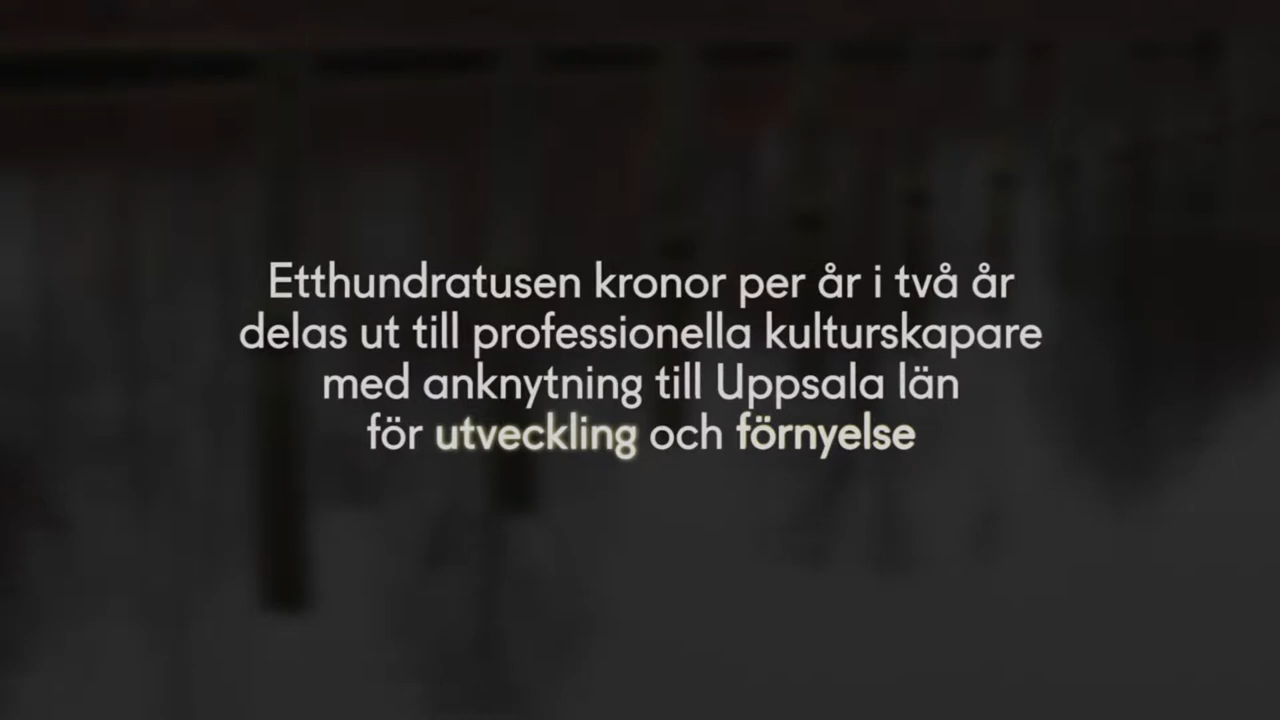 Etthundratusen kronor per år i två år
delas ut till professionella kulturskapare
med anknytning till Uppsala län
för utveckling och förnyelse